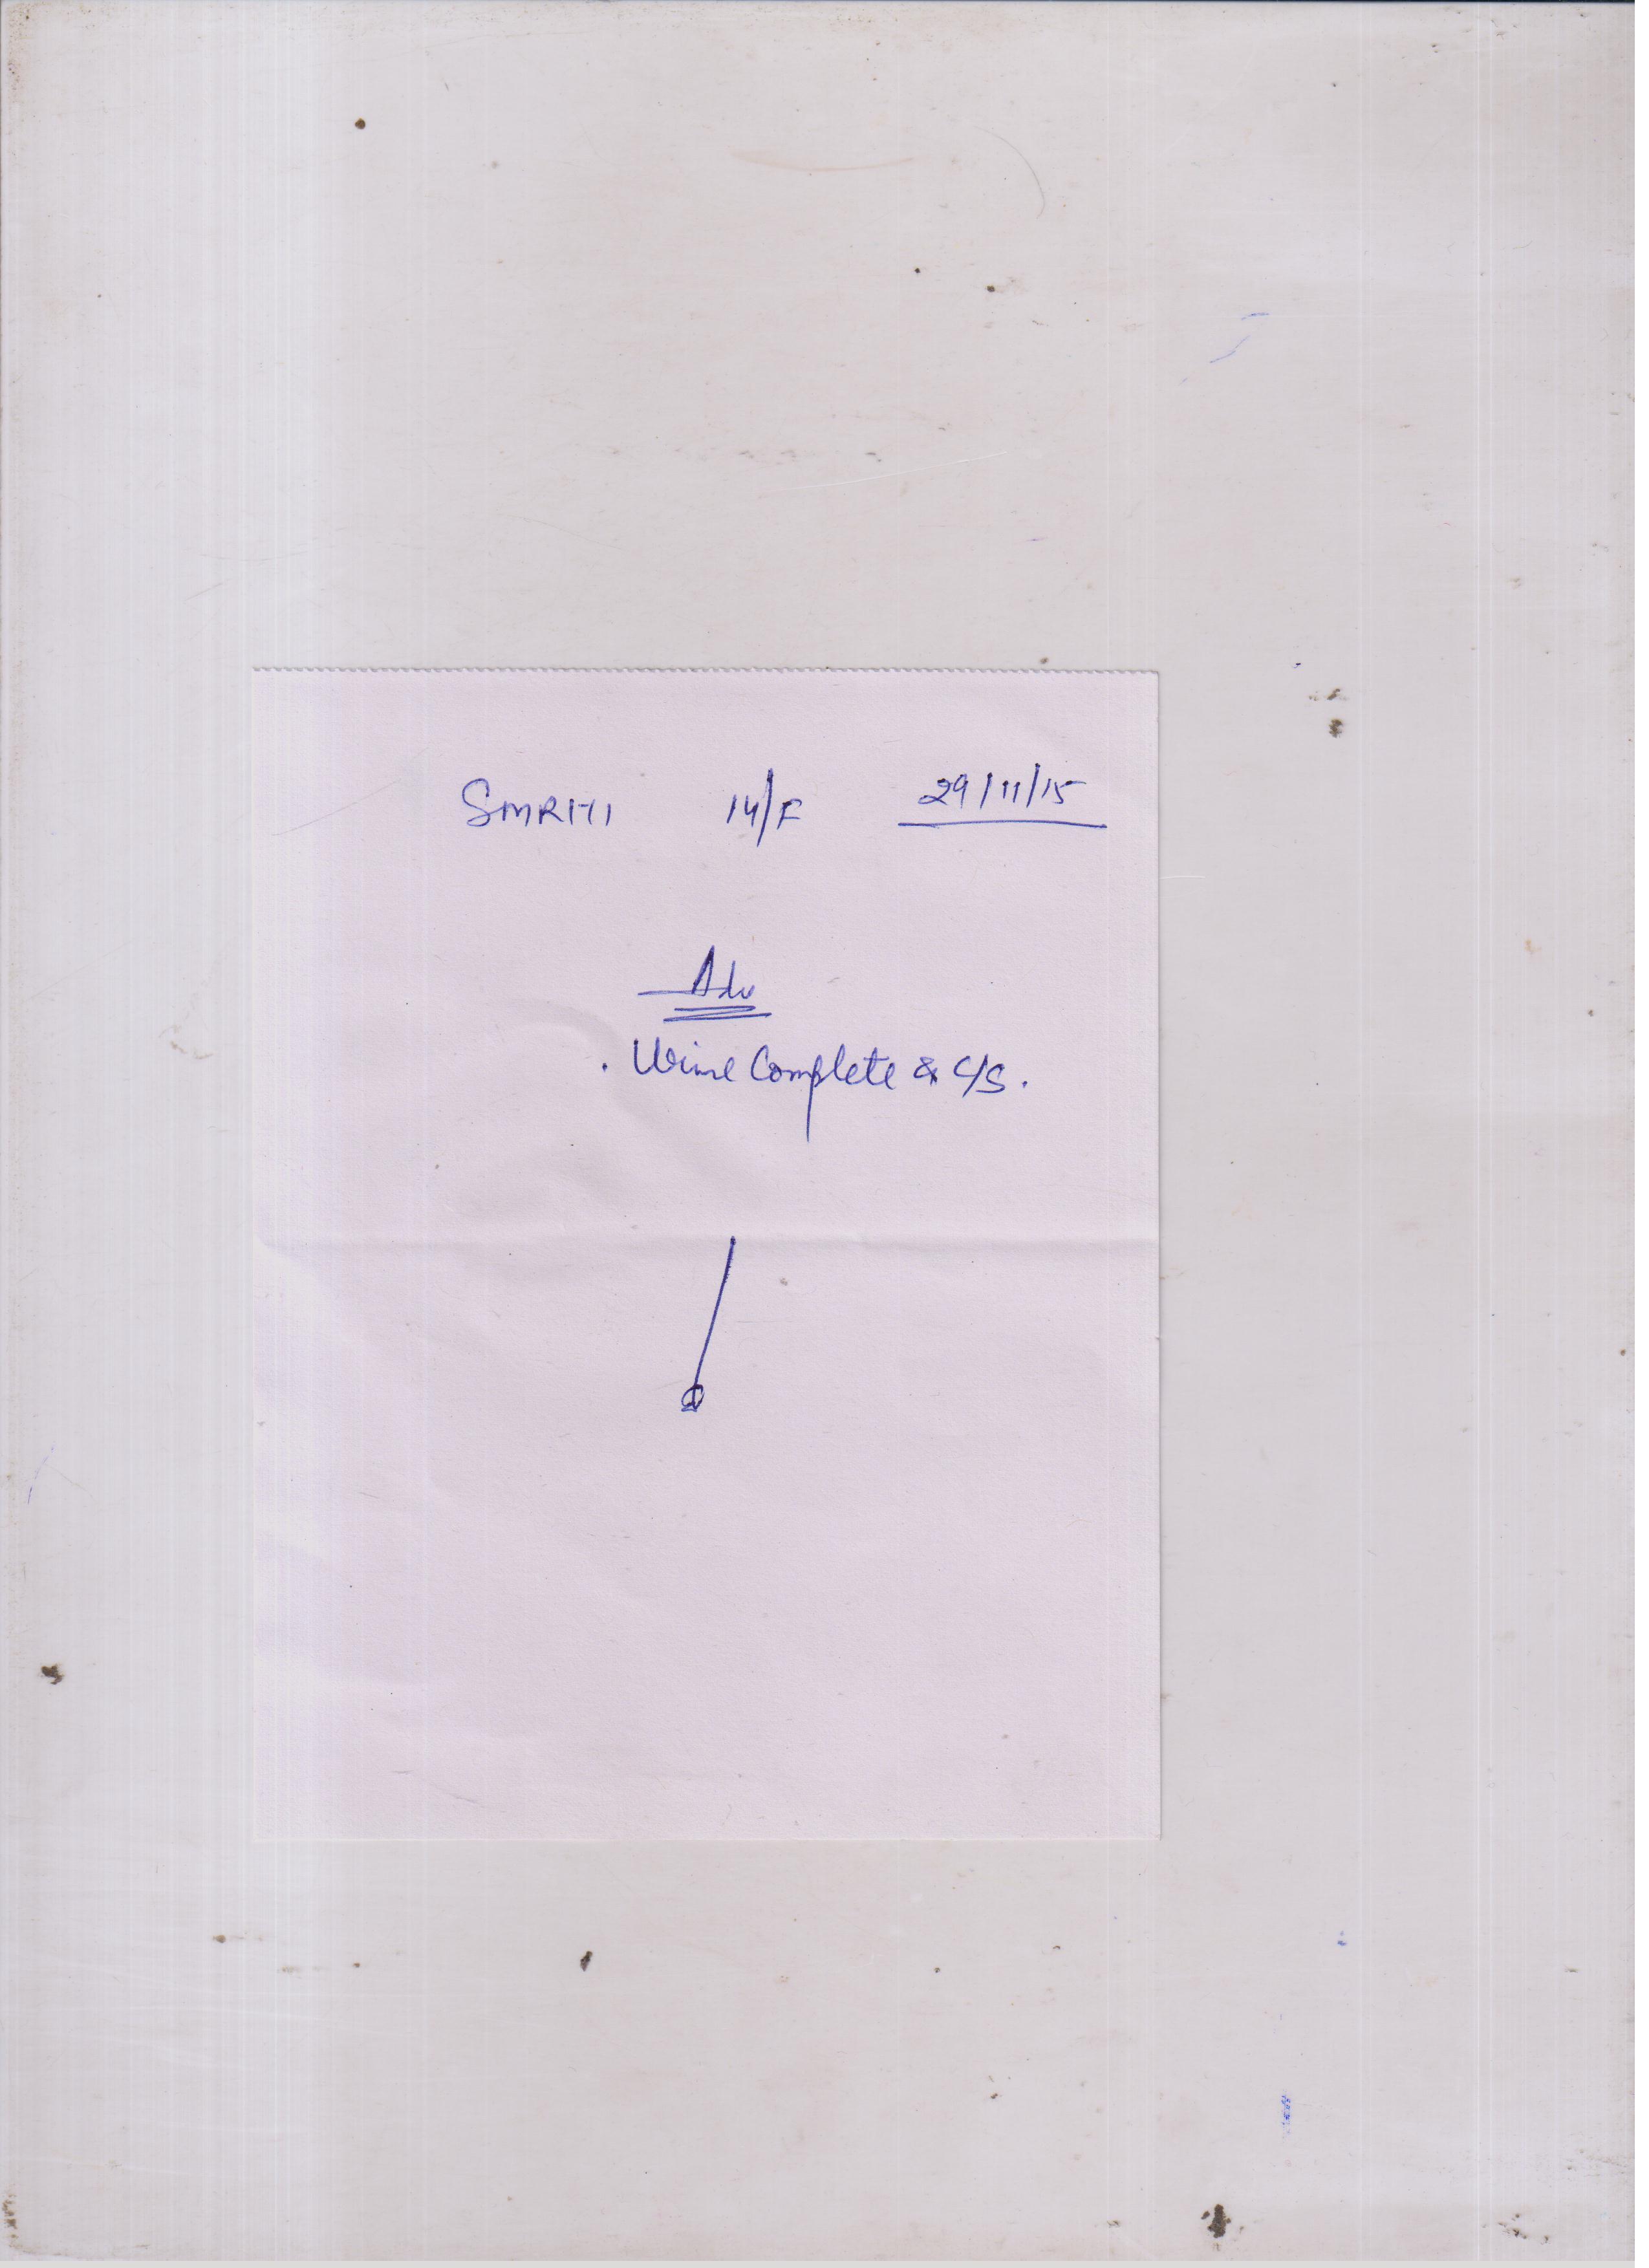 SMRITI 14/F 29/11/15
Adv
. Urine Complete & C/S.